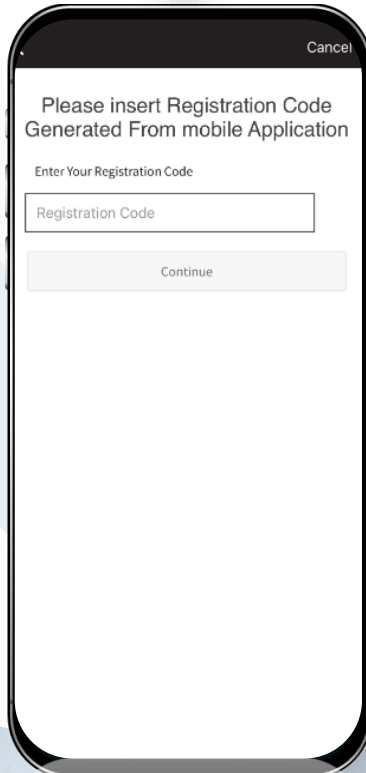 Cancel
Please insert Registration Code
Generated From mobile Application
Enter Your Registration Code
Registration Code
Continue